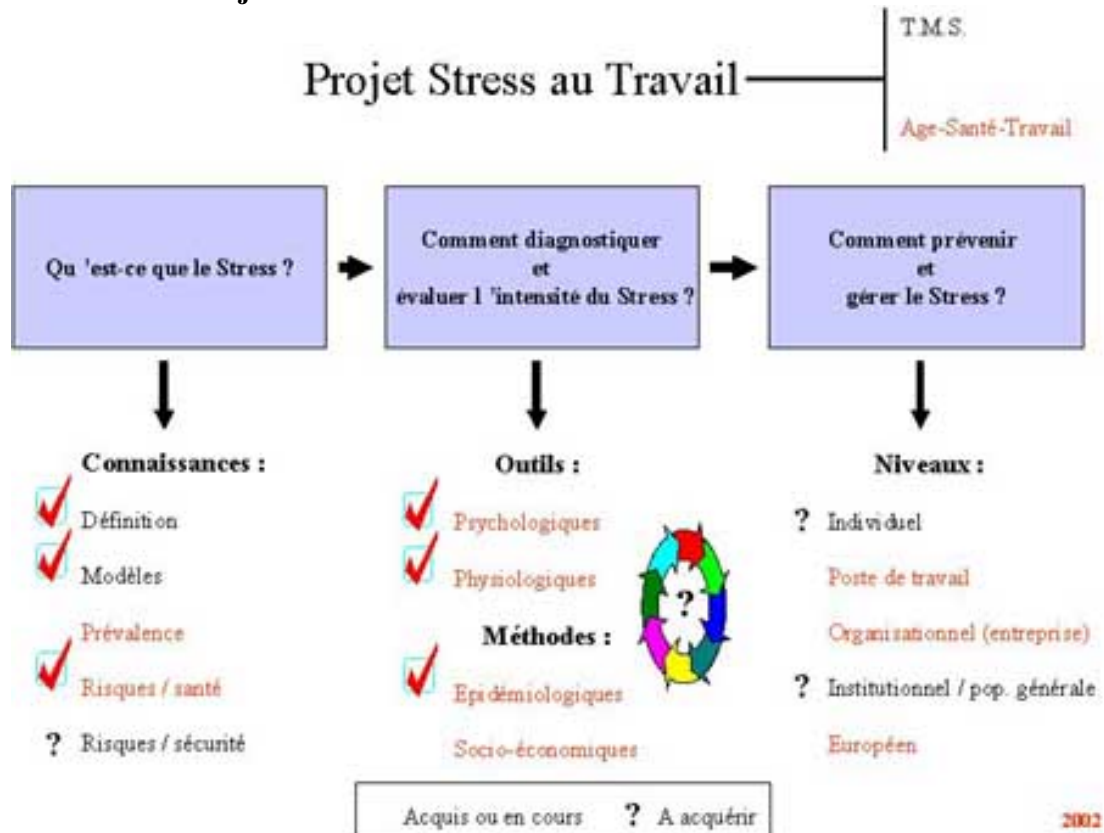 Projet Stress au Travail
T.M.S.
Age-Santé-Travail
Qu 'est-ce que le Stress ?
Comment diagnostiquer
et
évaluer l 'intensité du Stress ?
Comment prévenir
et
gérer le Stress ?
Connaissances :
Définition
Modèles
Prévalence
Risques / santé
? Risques / sécurité
Outils :
Psychologiques
Physiologiques
?
Méthodes :
Epidémiologiques
Socio-économiques
Niveaux :
? Individuel
Poste de travail
Organisationnel (entreprise)
? Institutionnel / pop. générale
Européen
Acquis ou en cours ? A acquérir
2002